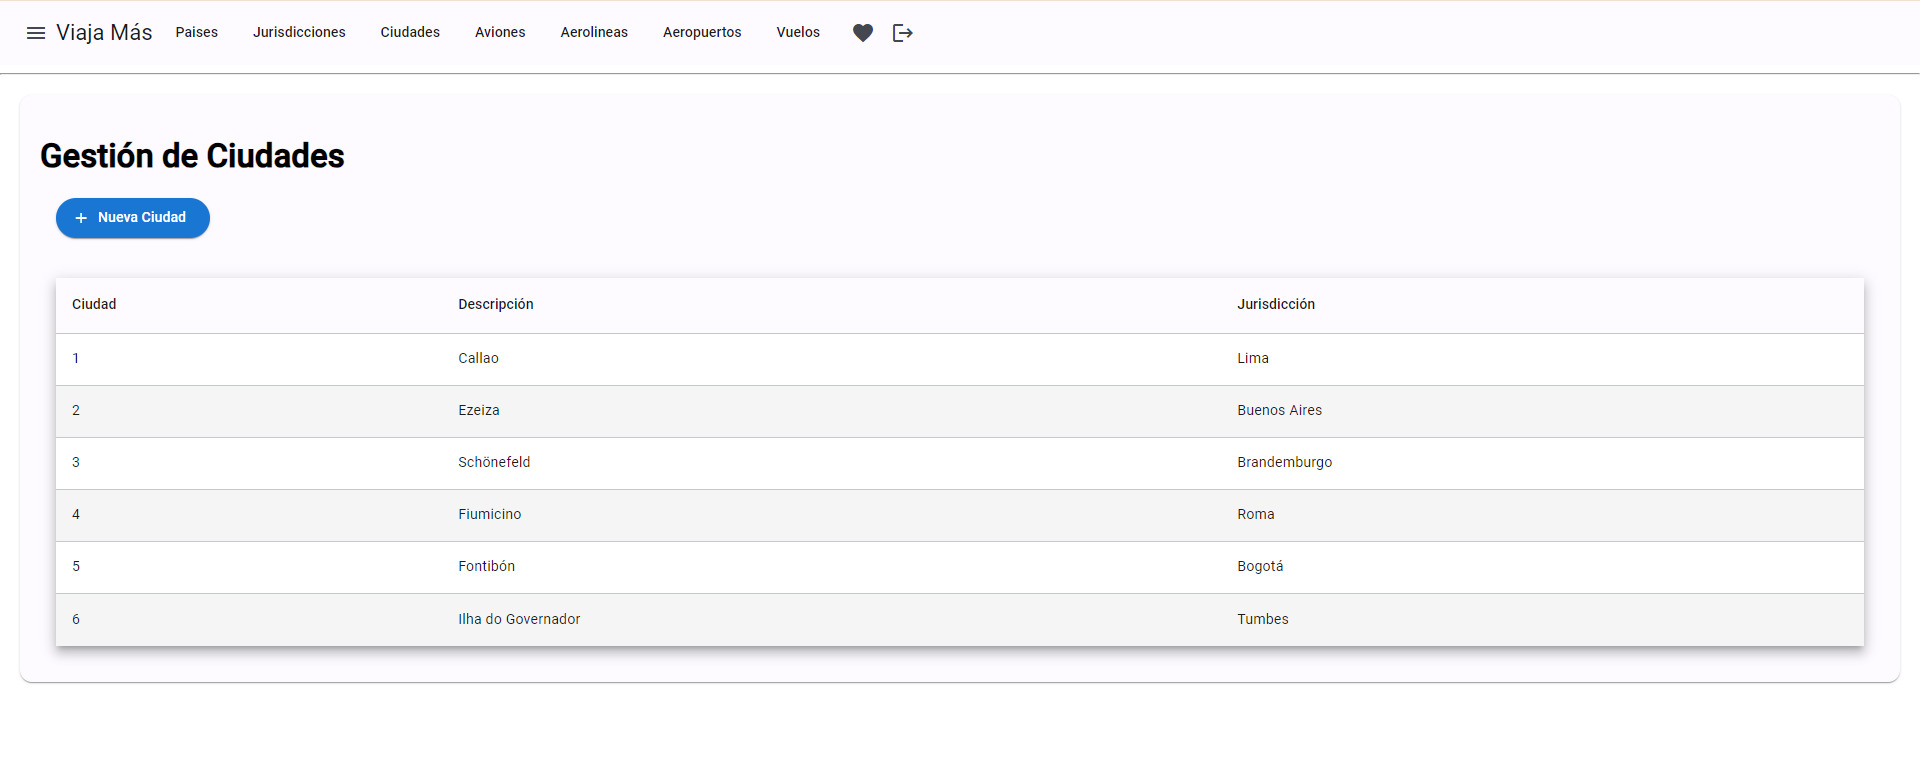 Viaja Más Paises Jurisdicciones Ciudades Aviones Aerolineas Aeropuertos Vuelos
Gestión de Ciudades
+ Nueva Ciudad
Ciudad Descripción Jurisdicción
1 Callao Lima
2 Ezeiza Buenos Aires
3 Schönefeld Brandemburgo
4 Fiumicino Roma
5 Fontibón Bogotá
6 Ilha do Governador Tumbes